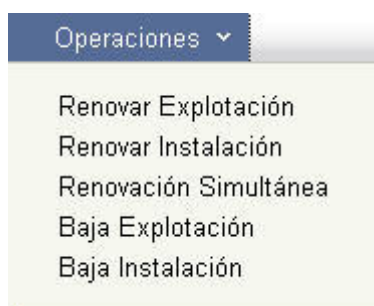 Operaciones
Renovar Explotación
Renovar Instalación
Renovación Simultánea
Baja Explotación
Baja Instalación